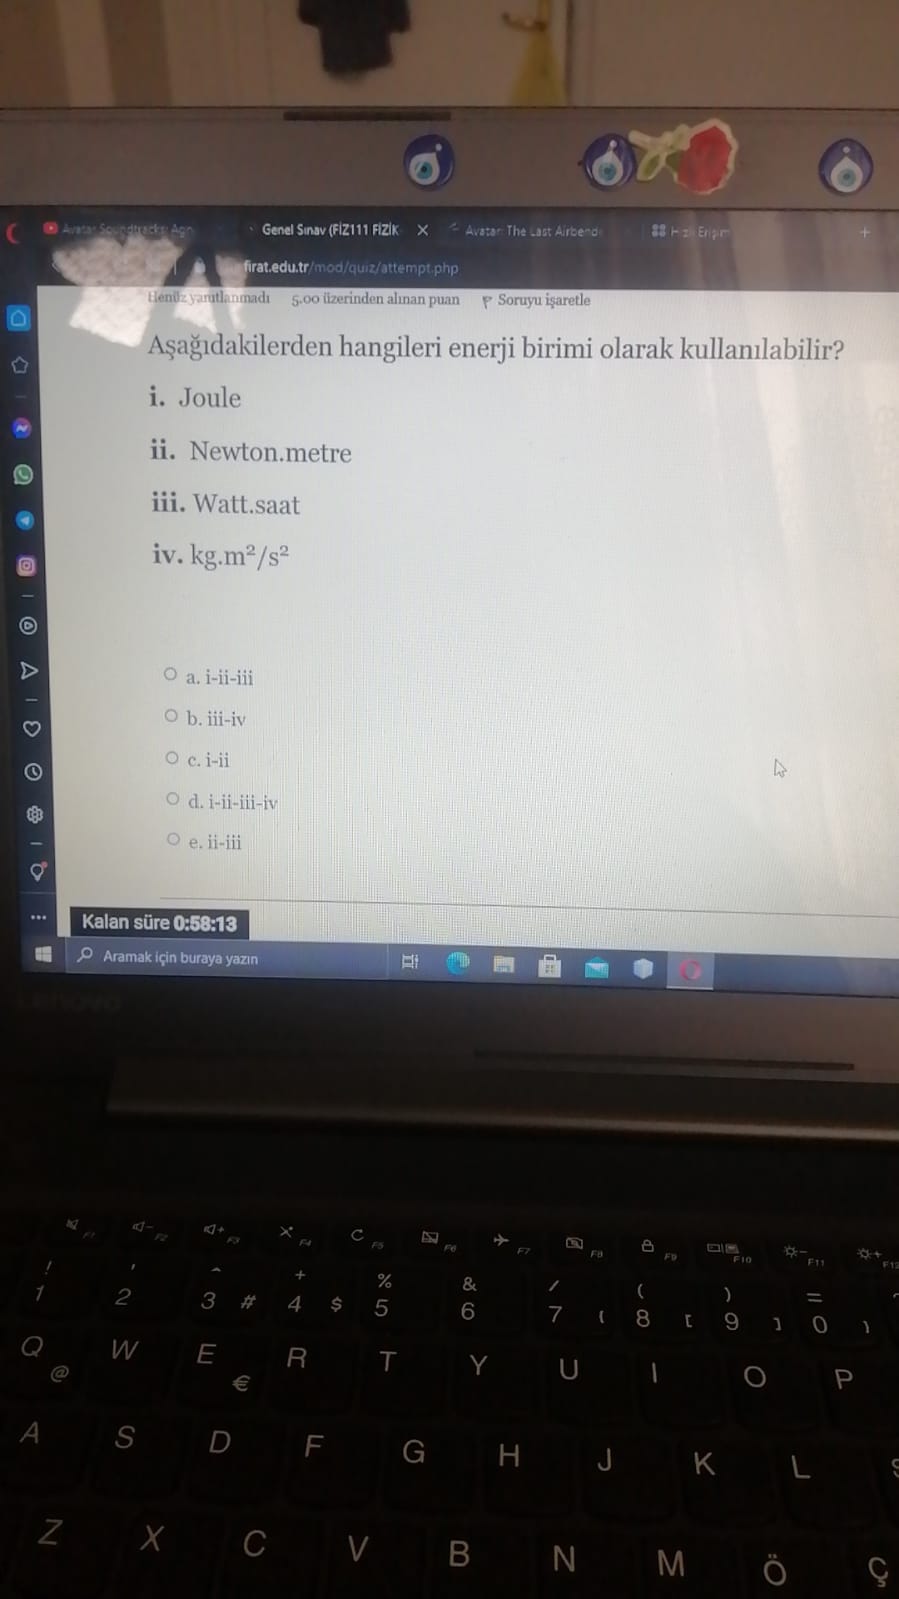 Avatar Soundtracks: Agn
Genel Sınav (FİZ111 FİZİK
Avatar: The Last Airbende
Hızlı Erişim
firat.edu.tr/mod/quiz/attempt.php
Henüz yanıtlanmadı 5.00 üzerinden alınan puan Soruyu işaretle
Aşağıdakilerden hangileri enerji birimi olarak kullanılabilir?
i. Joule
ii. Newton.metre
iii. Watt.saat
iv. kg.m²/s²
a. i-ii-iii
b. iii-iv
c. i-ii
d. i-ii-iii-iv
e. ii-iii
Kalan süre 0:58:13
Aramak için buraya yazın
Lenovo
F1 F2 F3 F4 F5 F6 F7 F8 F9 F10 F11 F12
! ' ^ + % & / ( ) =
1 2 3 # 4 $ 5 6 7 { 8 [ 9 ] 0 }
Q @ W E € R T Y U I O P
A S D F G H J K L Ş
Z X C V B N M Ö Ç